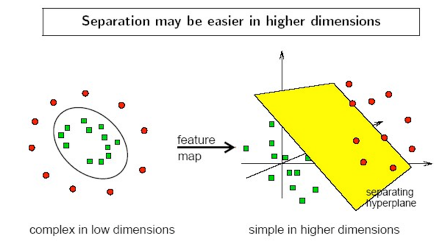 Separation may be easier in higher dimensions
feature
map
separating
hyperplane
complex in low dimensions
simple in higher dimensions